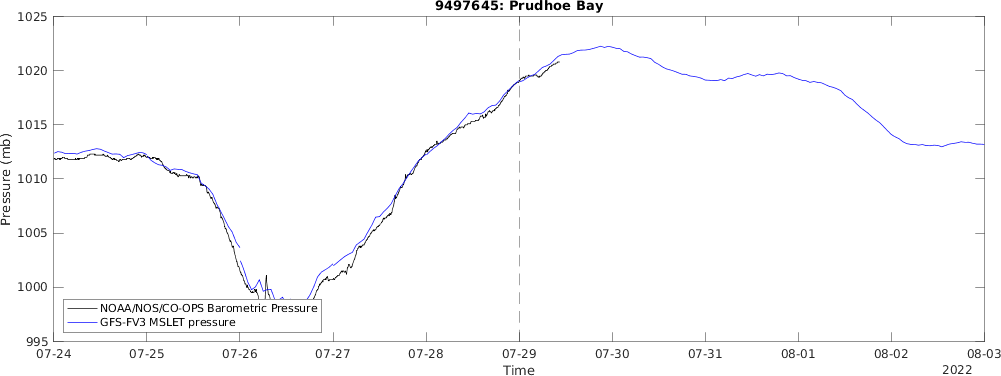 9497645: Prudhoe Bay
1025
1020
1015
1010
1005
1000
995
Pressure (mb)
NOAA/NOS/CO-OPS Barometric Pressure
GFS-FV3 MSLET pressure
07-24 07-25 07-26 07-27 07-28 07-29 07-30 07-31 08-01 08-02 08-03
Time
2022